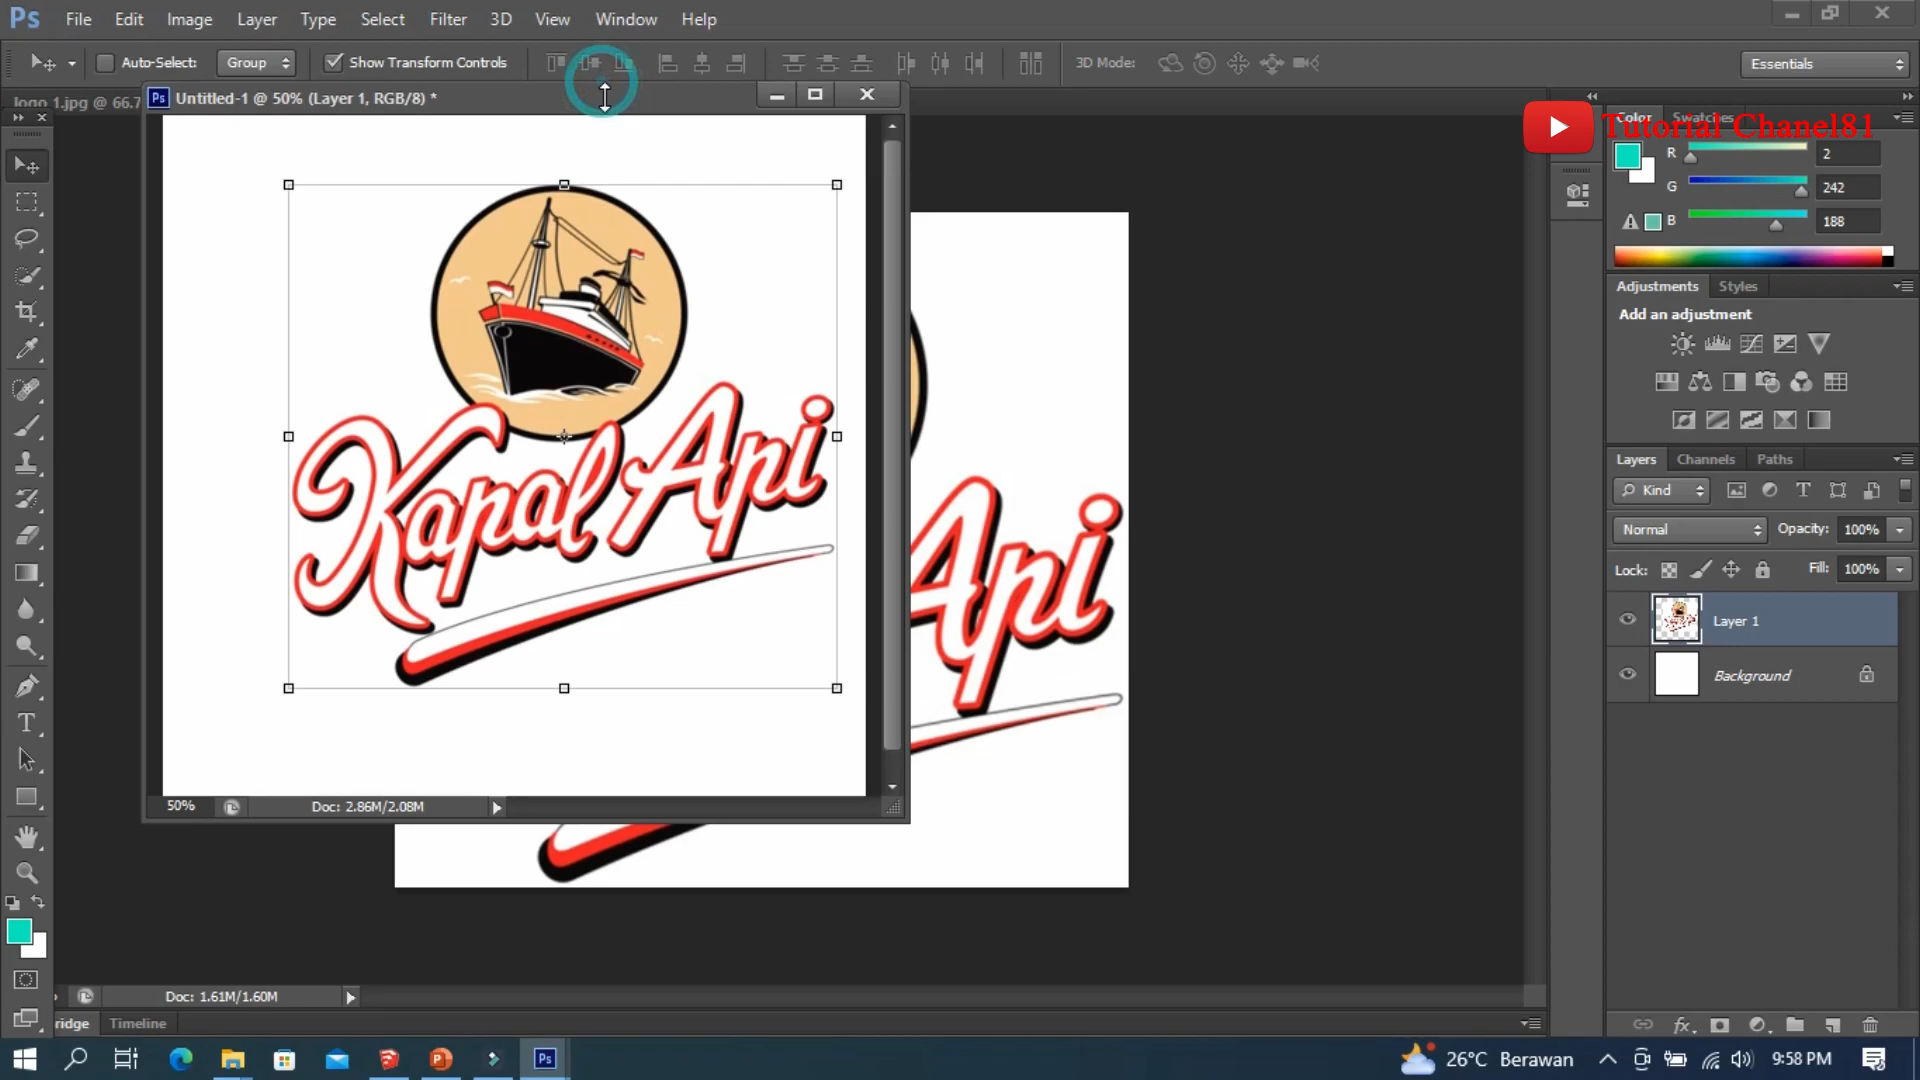 Ps File Edit Image Layer Type Select Filter 3D View Window Help
Auto-Select: Group Show Transform Controls 3D Mode: Essentials
logo 1.jpg @ 66.7
Ps Untitled-1 @ 50% (Layer 1, RGB/8) *
Color Swatches
Tutorial Chanel81
R 2
G 242
B 188
Adjustments Styles
Add an adjustment
Kapal Api
Api
Layers Channels Paths
Kind
Normal Opacity: 100%
Lock: Fill: 100%
Layer 1
Background
50% Doc: 2.86M/2.08M
Doc: 1.61M/1.60M
ridge Timeline
Ps 26°C Berawan 9:58 PM